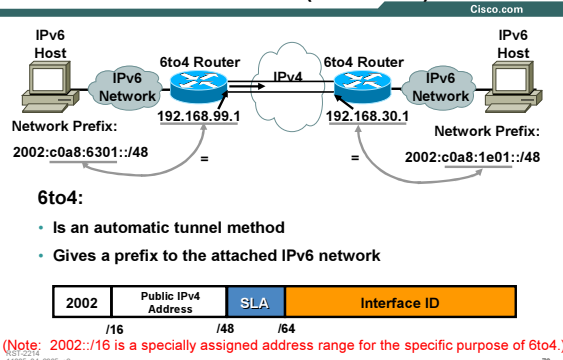 Cisco.com
IPv6
Host
IPv6
Host
6to4 Router
6to4 Router
IPv6
Network
IPv4
IPv6
Network
192.168.99.1
192.168.30.1
Network Prefix:
Network Prefix:
2002:c0a8:6301::/48
2002:c0a8:1e01::/48
=
=
6to4:
• Is an automatic tunnel method
• Gives a prefix to the attached IPv6 network
2002
Public IPv4
Address
SLA
Interface ID
/16
/48
/64
(Note: 2002::/16 is a specially assigned address range for the specific purpose of 6to4.)
RST-2214